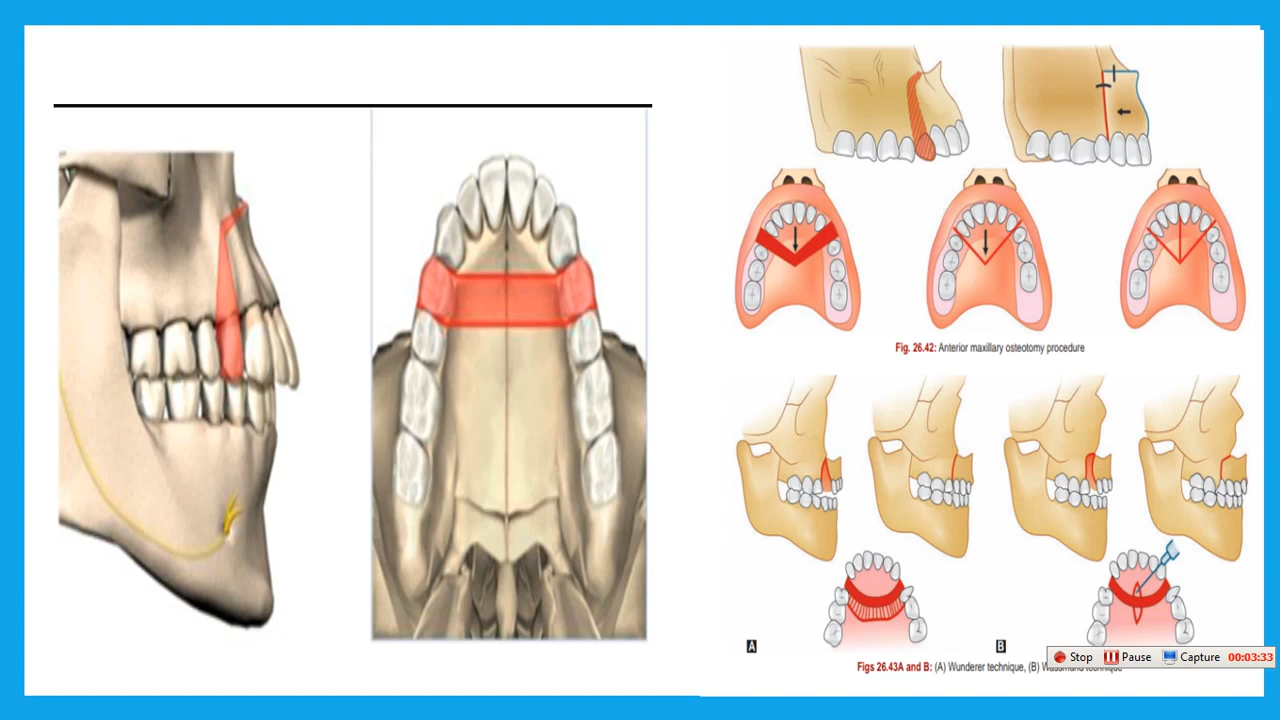 Fig. 26.42: Anterior maxillary osteotomy procedure
A
B
Figs 26.43A and B: (A) Wunderer technique, (B)
Stop Pause Capture 00:03:33